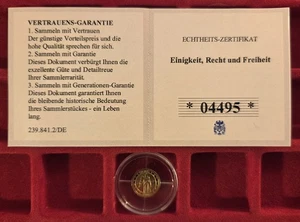 VERTRAUENS-GARANTIE
1. Sammeln mit Vertrauen
Der günstige Vorteilspreis und die
hohe Qualität sprechen für sich.
2. Sammeln mit Garantie
Dieses Dokument verbürgt Ihnen die
exzellente Güte und Detailtreue
Ihrer Sammlerrarität.
3. Sammeln mit Generationen-Garantie
Dieses Dokument garantiert Ihnen
die bleibende historische Bedeutung
Ihres Sammlerstückes - ein Leben
lang.
239.841.2/DE
ECHTHEITS-ZERTIFIKAT
Einigkeit, Recht und Freiheit
* 04495 *